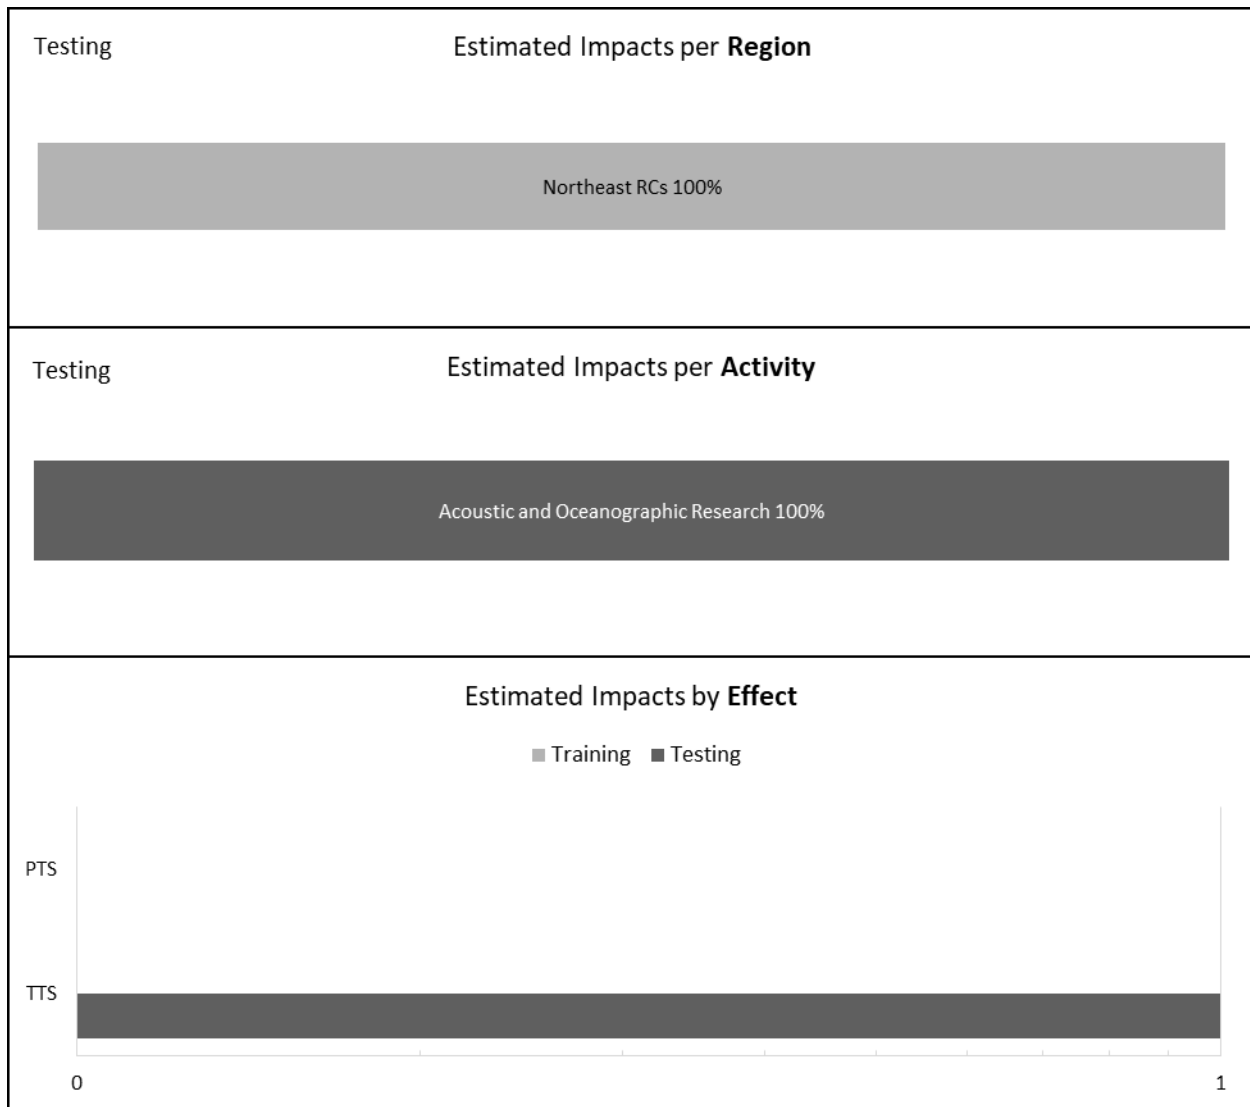 Testing
Estimated Impacts per Region
Northeast RCs 100%
Testing
Estimated Impacts per Activity
Acoustic and Oceanographic Research 100%
Estimated Impacts by Effect
Training Testing
PTS
TTS
0 1